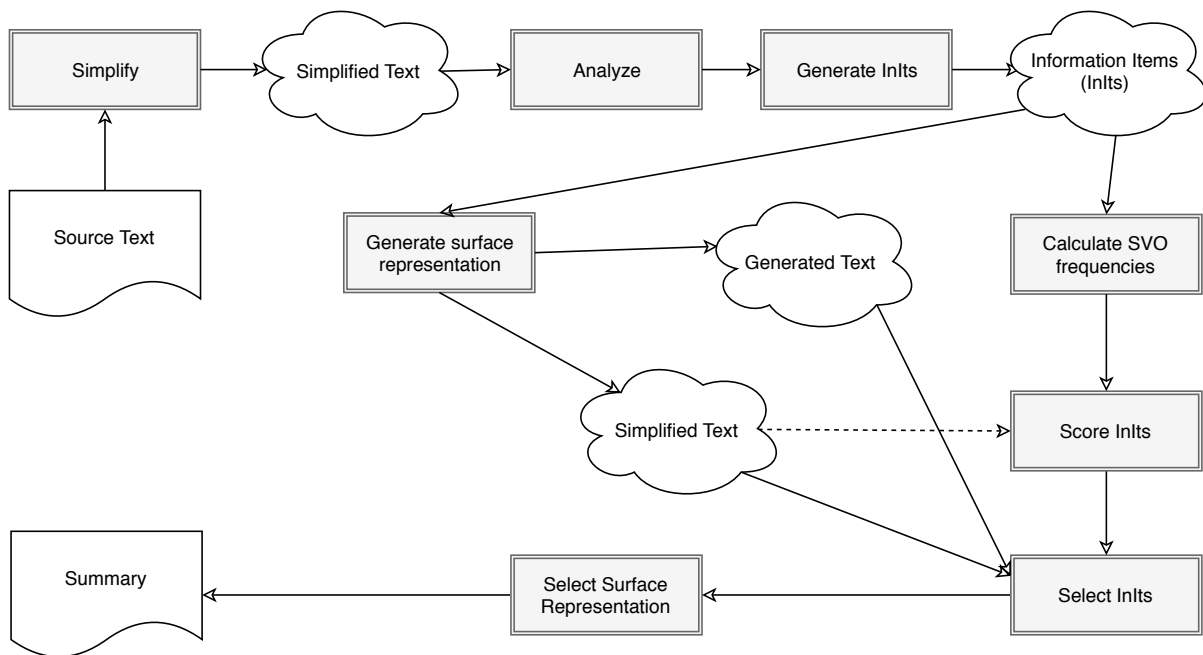 Simplify
Simplified Text
Analyze
Generate InIts
Information Items
(InIts)
Source Text
Generate surface
representation
Generated Text
Calculate SVO
frequencies
Simplified Text
Score InIts
Summary
Select Surface
Representation
Select InIts